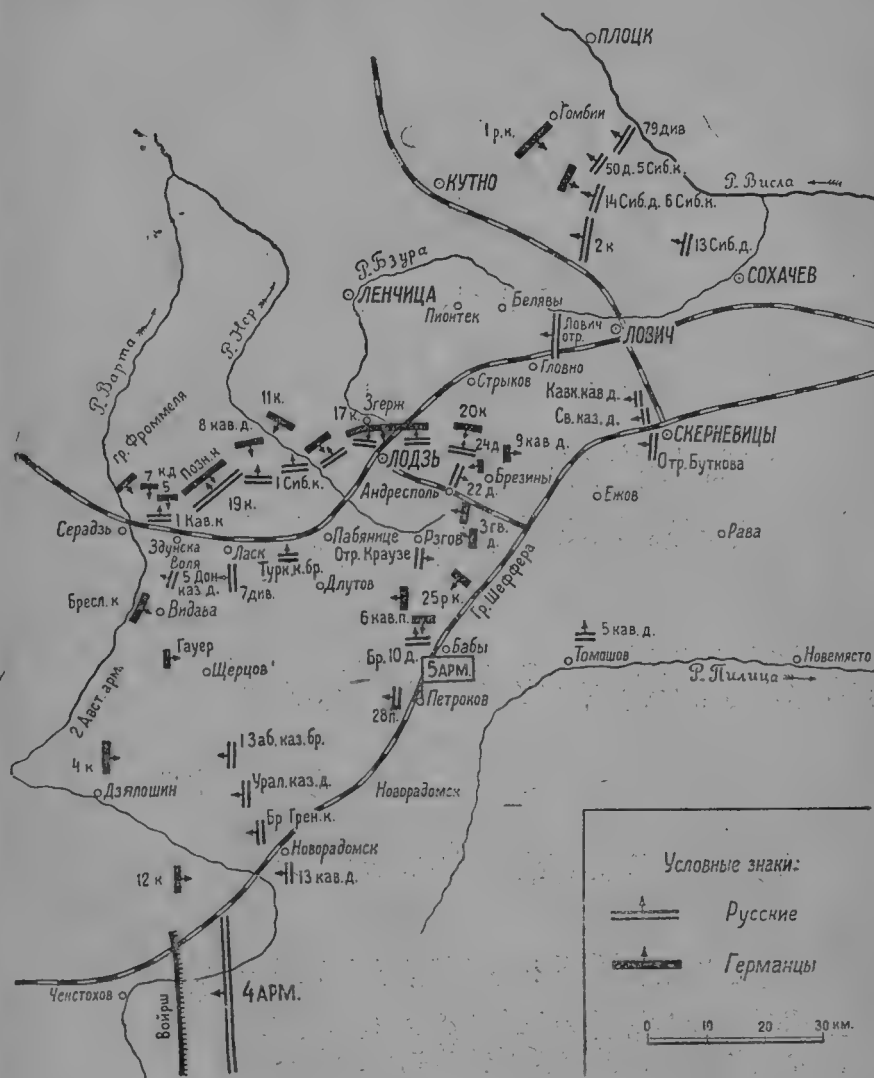 ПЛОЦК
Гомбин
1 р.к.
79 див
50 д. 5 Сиб.к.
КУТНО
14 Сиб.д. 6 Сиб.к.
Р. Висла
2 к
13 Сиб.д.
СОХАЧЕВ
Р. Бзура
ЛЕНЧИЦА
Пионтек
Белявы
Лович
отр.
ЛОВИЧ
Р. Нер
Р. Варта
Гловно
Стрыков
Кавк.кав д.
Св. каз. д.
СКЕРНЕВИЦЫ
Отр. Буткова
11 к.
17 к.
Згерж
20 к
8 кав. д.
гр. Фроммеля
7
к.д
5
Позн.к
24 д
9 кав д.
ЛОДЗЬ
1 Сиб.к.
Брезины
Андресполь
22 д.
Ежов
19 к.
3 гв.
д.
Рава
Серадзь
1 Кав.к
Здунска
Воля
Ласк
Пабянице
Рзгов
Отр. Краузе
Турк.к.бр.
5 Дон
каз. д.
7 див.
Длутов
25 р к.
Гр. Шеффера
Бресл. к
Видава
6 кав.п.
Бр. 10 д.
Бабы
5 кав. д.
Томашов
Новемясто
Гауер
Щерцов
5 АРМ.
Р. Пилица
2 Авст. арм.
28 п.
Петроков
1 Заб. каз. бр.
4 к
Дзялошин
Урал. каз. д.
Новорадомск
Бр Грен. к.
Новорадомск
12 к
13 кав. д.
Ченстохов
Войрш
4 АРМ.
Условные знаки:
Русские
Германцы
0 10 20 30 км.